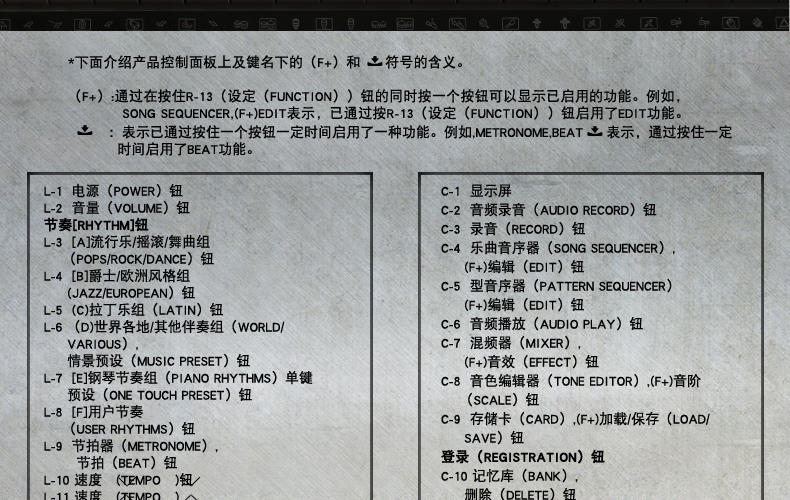 *下面介绍产品控制面板上及键名下的（F+）和 符号的含义。
（F+）:通过在按住R-13（设定（FUNCTION））钮的同时按一个按钮可以显示已启用的功能。例如，
SONG SEQUENCER,(F+)EDIT表示，已通过按R-13（设定（FUNCTION））钮启用了EDIT功能。
：表示已通过按住一个按钮一定时间启用了一种功能。例如,METRONOME,BEAT 表示，通过按住一定
时间启用了BEAT功能。
L-1 电源（POWER）钮
L-2 音量（VOLUME）钮
节奏[RHYTHM]钮
L-3 [A]流行乐/摇滚/舞曲组
（POPS/ROCK/DANCE）钮
L-4 [B]爵士/欧洲风格组
(JAZZ/EUROPEAN）钮
L-5 (C)拉丁乐组（LATIN）钮
L-6 （D)世界各地/其他伴奏组（WORLD/
VARIOUS），
情景预设（MUSIC PRESET）钮
L-7 [E]钢琴节奏组（PIANO RHYTHMS）单键
预设（ONE TOUCH PRESET）钮
L-8 [F]用户节奏
（USER RHYTHMS）钮
L-9 节拍器（METRONOME），
节拍（BEAT）钮
L-10 速度 （TEMPO ）钮
L-11 速度 （TEMPO ）
C-1 显示屏
C-2 音频录音（AUDIO RECORD）钮
C-3 录音（RECORD）钮
C-4 乐曲音序器（SONG SEQUENCER），
(F+)编辑（EDIT）钮
C-5 型音序器（PATTERN SEQUENCER）
(F+)编辑（EDIT）钮
C-6 音频播放（AUDIO PLAY）钮
C-7 混频器（MIXER），
(F+)音效（EFFECT）钮
C-8 音色编辑器（TONE EDITOR）,(F+)音阶
（SCALE）钮
C-9 存储卡（CARD）,(F+)加载/保存（LOAD/
SAVE）钮
登录（REGISTRATION）钮
C-10 记忆库（BANK），
删除（DELETE）钮